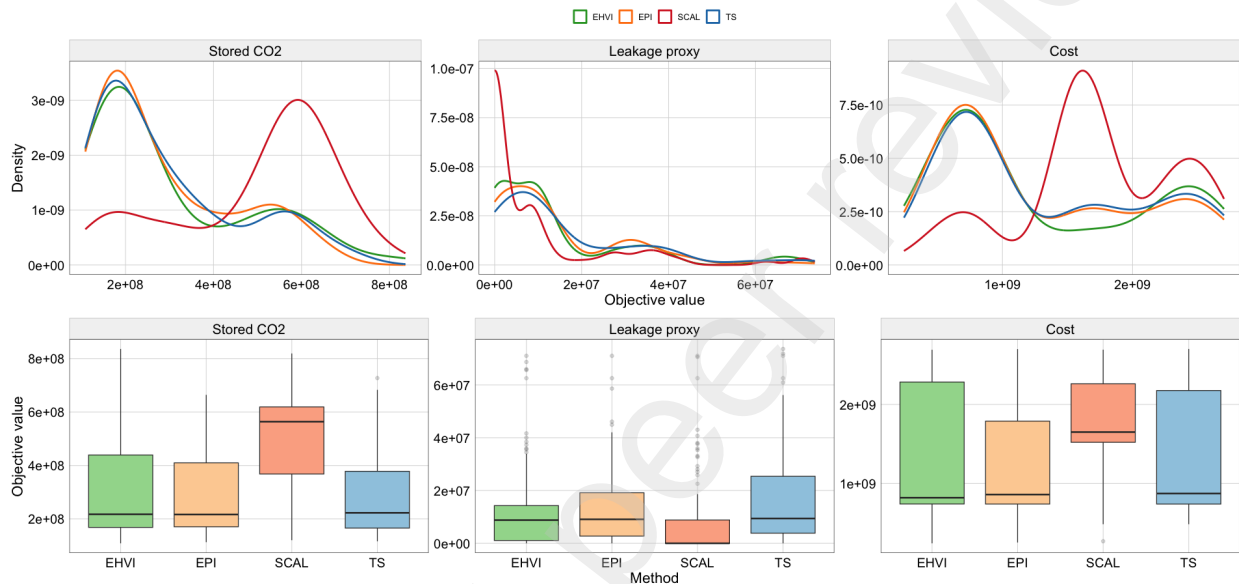 EHVI EPI SCAL TS
Stored CO2 Leakage proxy Cost
Density
3e-09
2e-09
1e-09
0e+00
1.0e-07
7.5e-08
5.0e-08
2.5e-08
0.0e+00
7.5e-10
5.0e-10
2.5e-10
0.0e+00
2e+08 4e+08 6e+08 8e+08 0e+00 2e+07 4e+07 6e+07 1e+09 2e+09
Objective value
Stored CO2 Leakage proxy Cost
Objective value
8e+08
6e+08
4e+08
2e+08
6e+07
4e+07
2e+07
0e+00
2e+09
1e+09
EHVI EPI SCAL TS EHVI EPI SCAL TS EHVI EPI SCAL TS
Method
peer review